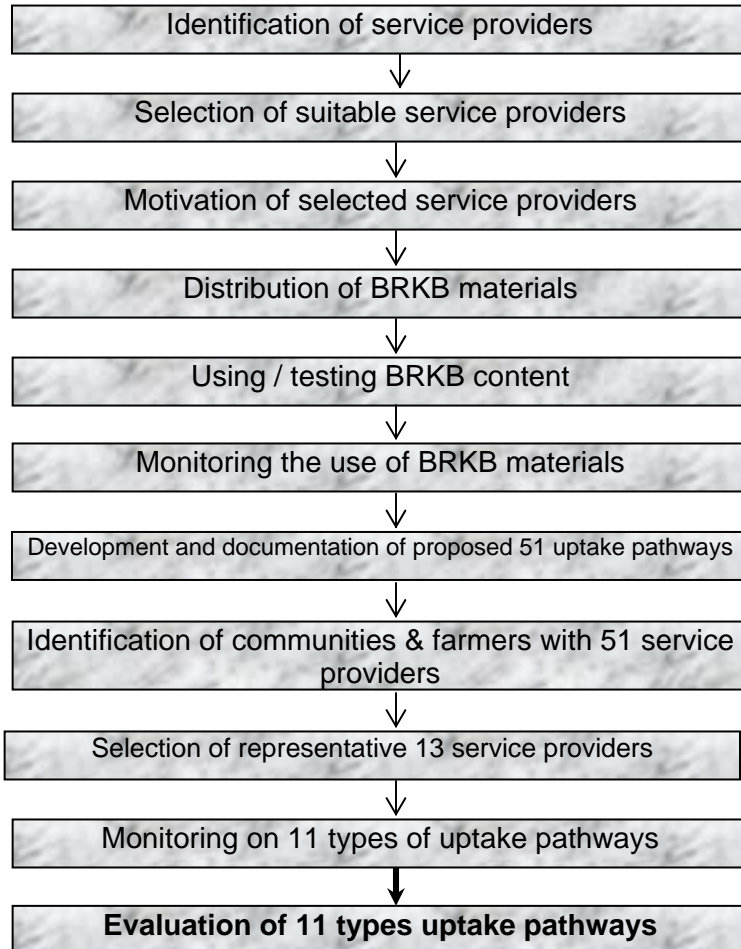 Identification of service providers
Selection of suitable service providers
Motivation of selected service providers
Distribution of BRKB materials
Using / testing BRKB content
Monitoring the use of BRKB materials
Development and documentation of proposed 51 uptake pathways
Identification of communities & farmers with 51 service
providers
Selection of representative 13 service providers
Monitoring on 11 types of uptake pathways
Evaluation of 11 types uptake pathways